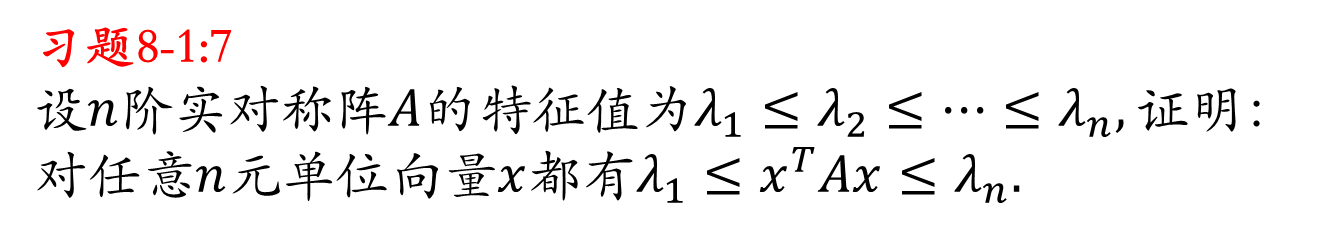 习题8-1:7
设n阶实对称阵A的特征值为λ₁ ≤ λ₂ ≤ ⋯ ≤ λₙ, 证明:
对任意n元单位向量x都有λ₁ ≤ xᵀAx ≤ λₙ.